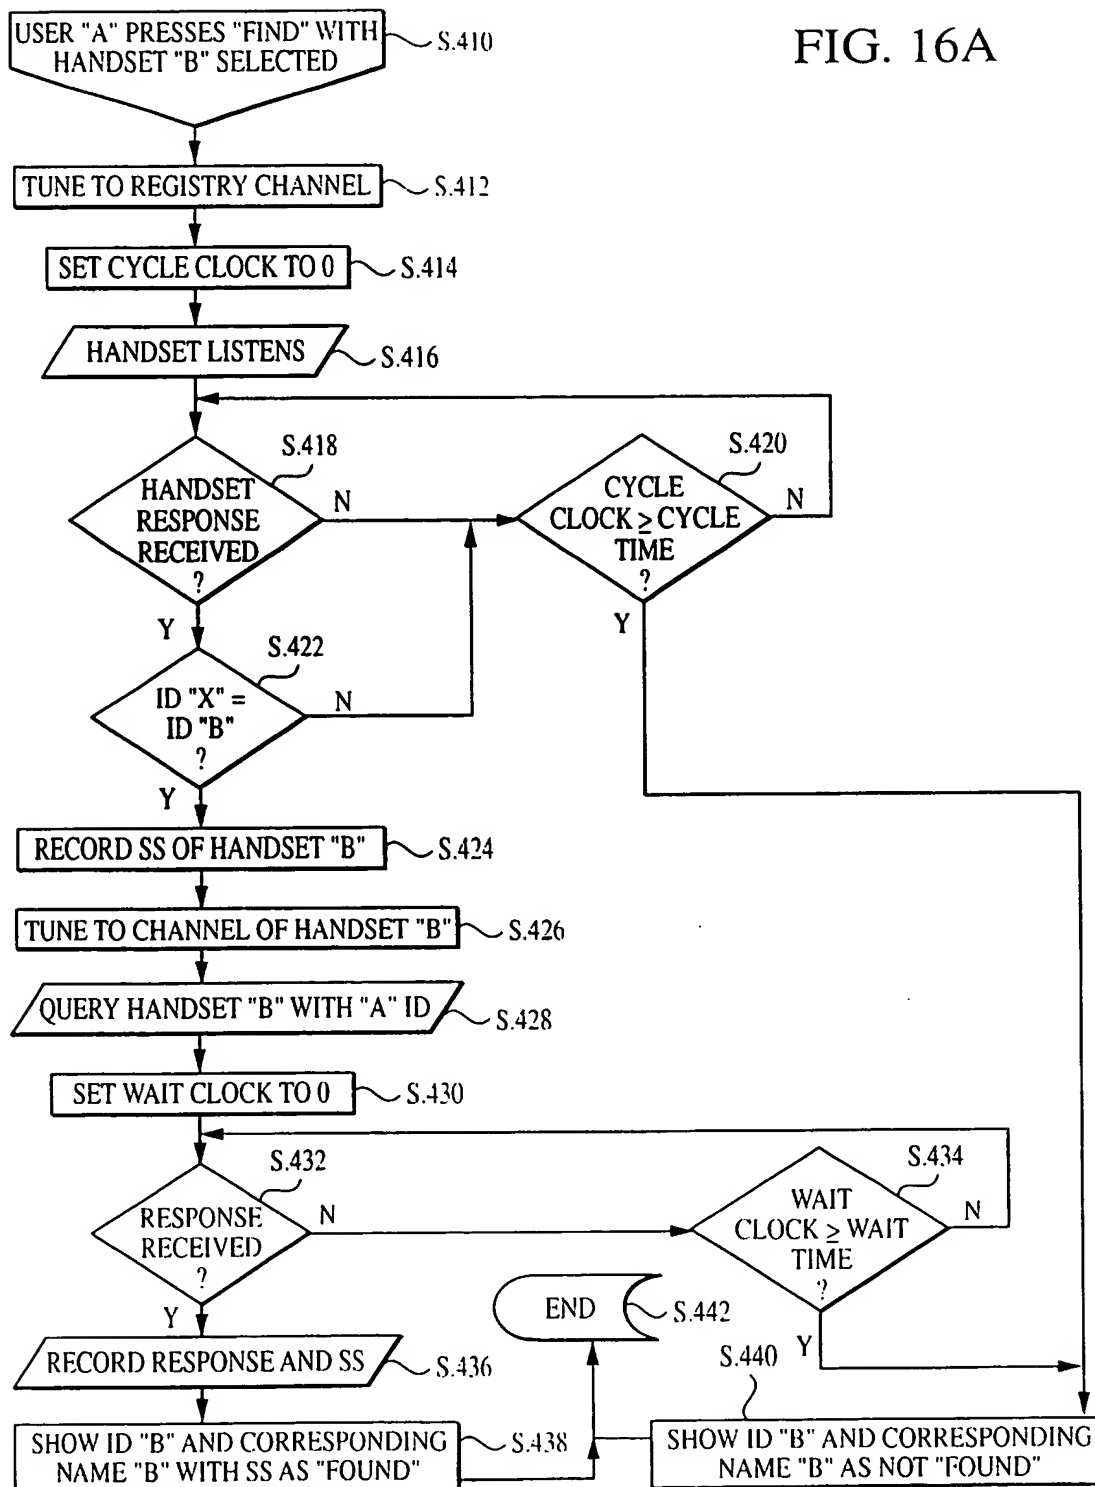 FIG. 16A
USER "A" PRESSES "FIND" WITH
HANDSET "B" SELECTED
S.410
TUNE TO REGISTRY CHANNEL
S.412
SET CYCLE CLOCK TO 0
S.414
HANDSET LISTENS
S.416
S.418
HANDSET
RESPONSE
RECEIVED
?
N
Y
S.420
CYCLE
CLOCK ≥ CYCLE
TIME
?
N
Y
S.422
ID "X" =
ID "B"
?
N
Y
RECORD SS OF HANDSET "B"
S.424
TUNE TO CHANNEL OF HANDSET "B"
S.426
QUERY HANDSET "B" WITH "A" ID
S.428
SET WAIT CLOCK TO 0
S.430
S.432
RESPONSE
RECEIVED
?
N
Y
S.434
WAIT
CLOCK ≥ WAIT
TIME
?
N
Y
END
S.442
RECORD RESPONSE AND SS
S.436
S.440
SHOW ID "B" AND CORRESPONDING
NAME "B" WITH SS AS "FOUND"
S.438
SHOW ID "B" AND CORRESPONDING
NAME "B" AS NOT "FOUND"